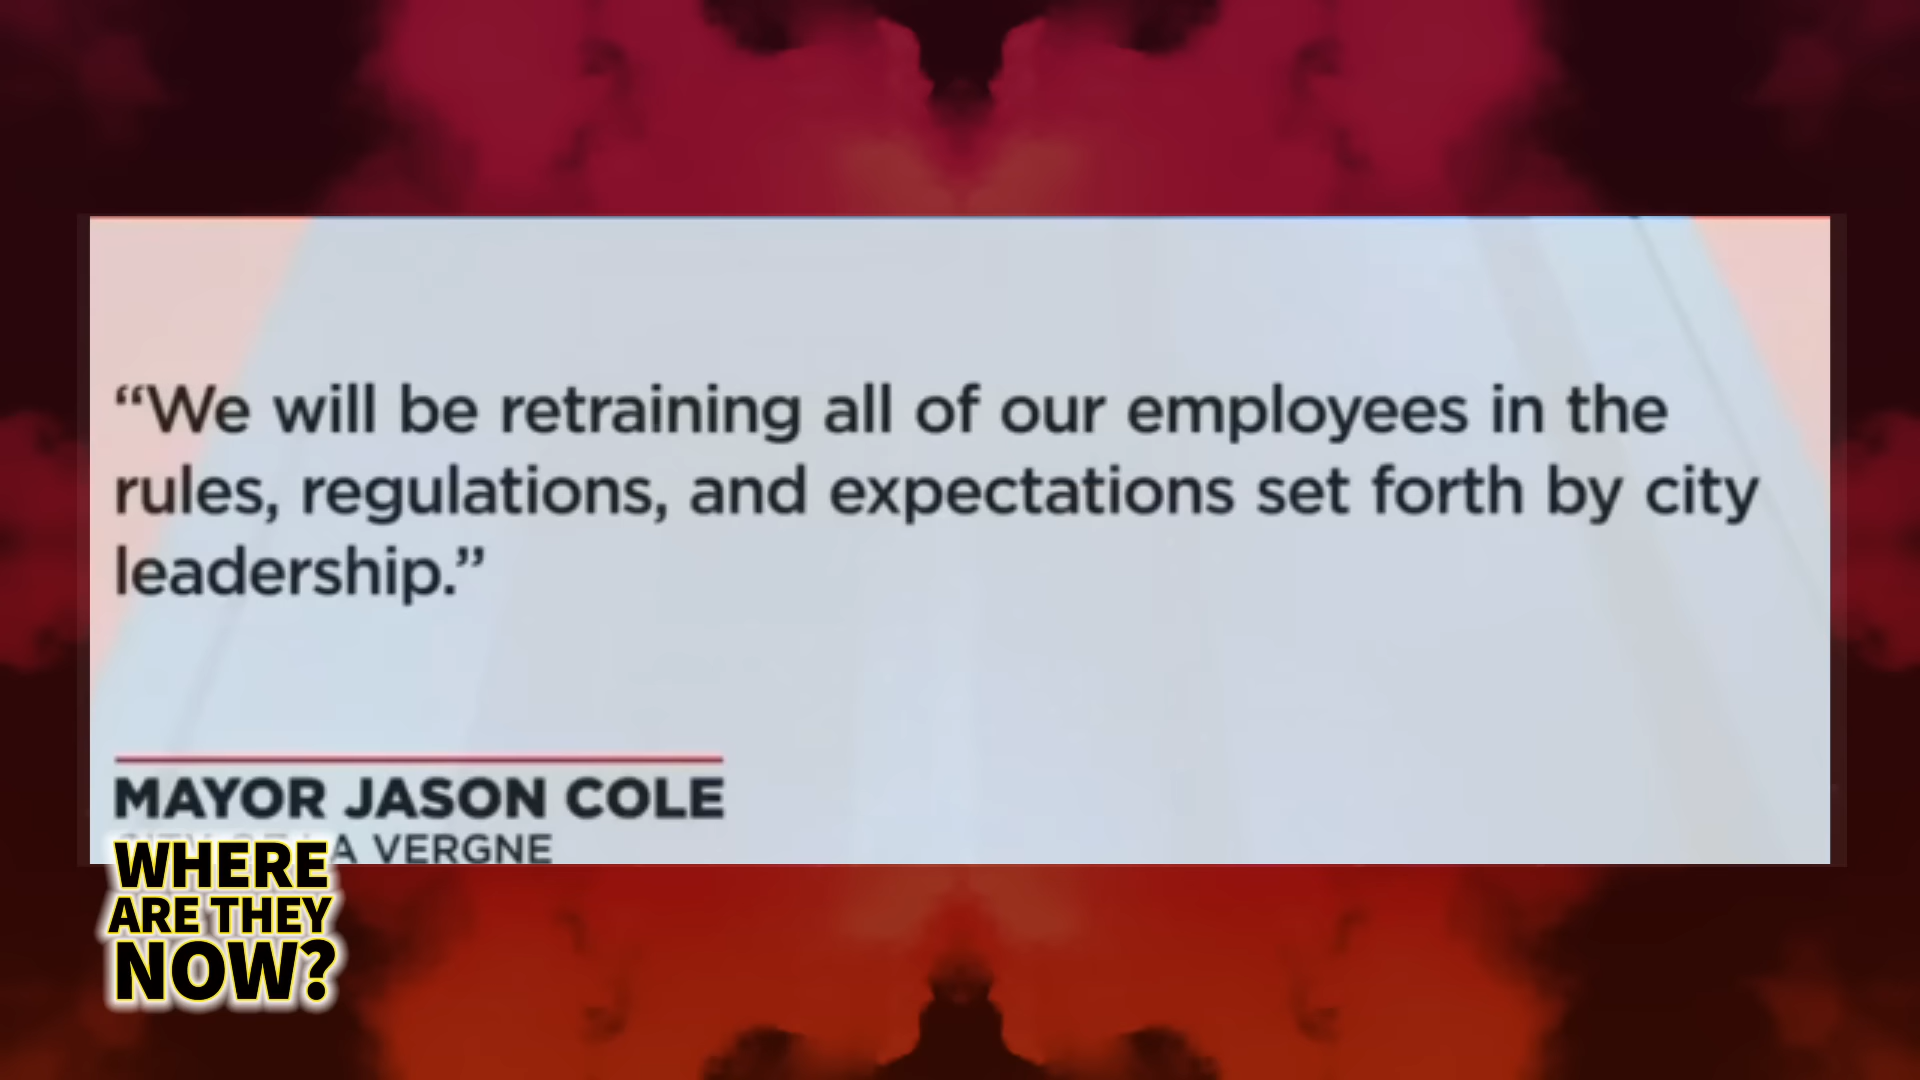 “We will be retraining all of our employees in the
rules, regulations, and expectations set forth by city
leadership.”
MAYOR JASON COLE
A VERGNE
WHERE
ARE THEY
NOW?